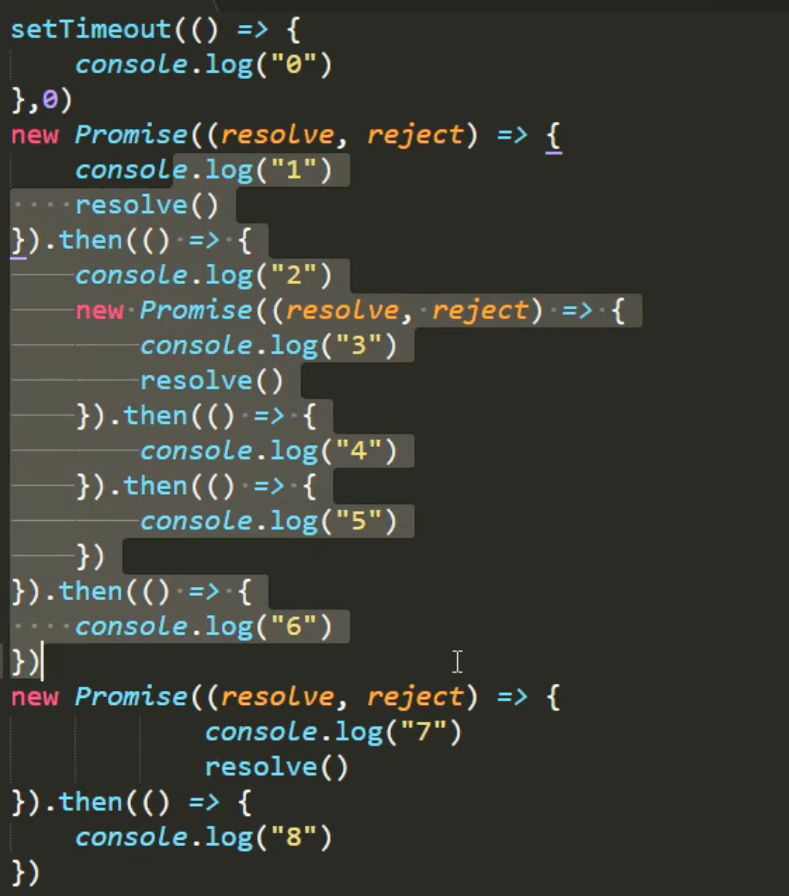 setTimeout(() => {
    console.log("0")
},0)
new Promise((resolve, reject) => {
    console.log("1")
    resolve()
}).then(() => {
    console.log("2")
    new Promise((resolve, reject) => {
        console.log("3")
        resolve()
    }).then(() => {
        console.log("4")
    }).then(() => {
        console.log("5")
    })
}).then(() => {
    console.log("6")
})
new Promise((resolve, reject) => {
            console.log("7")
            resolve()
}).then(() => {
    console.log("8")
})